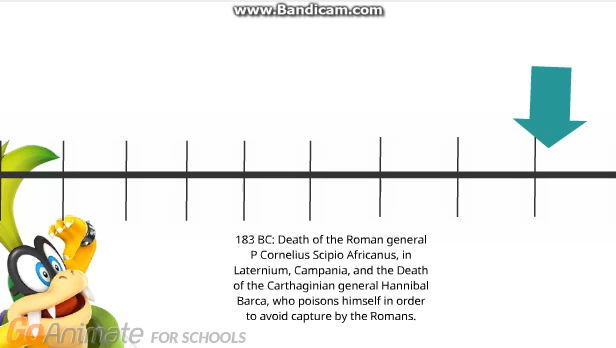 www.Bandicam.com
183 BC: Death of the Roman general
P Cornelius Scipio Africanus, in
Laternium, Campania, and the Death
of the Carthaginian general Hannibal
Barca, who poisons himself in order
to avoid capture by the Romans.
GoAnimate FOR SCHOOLS